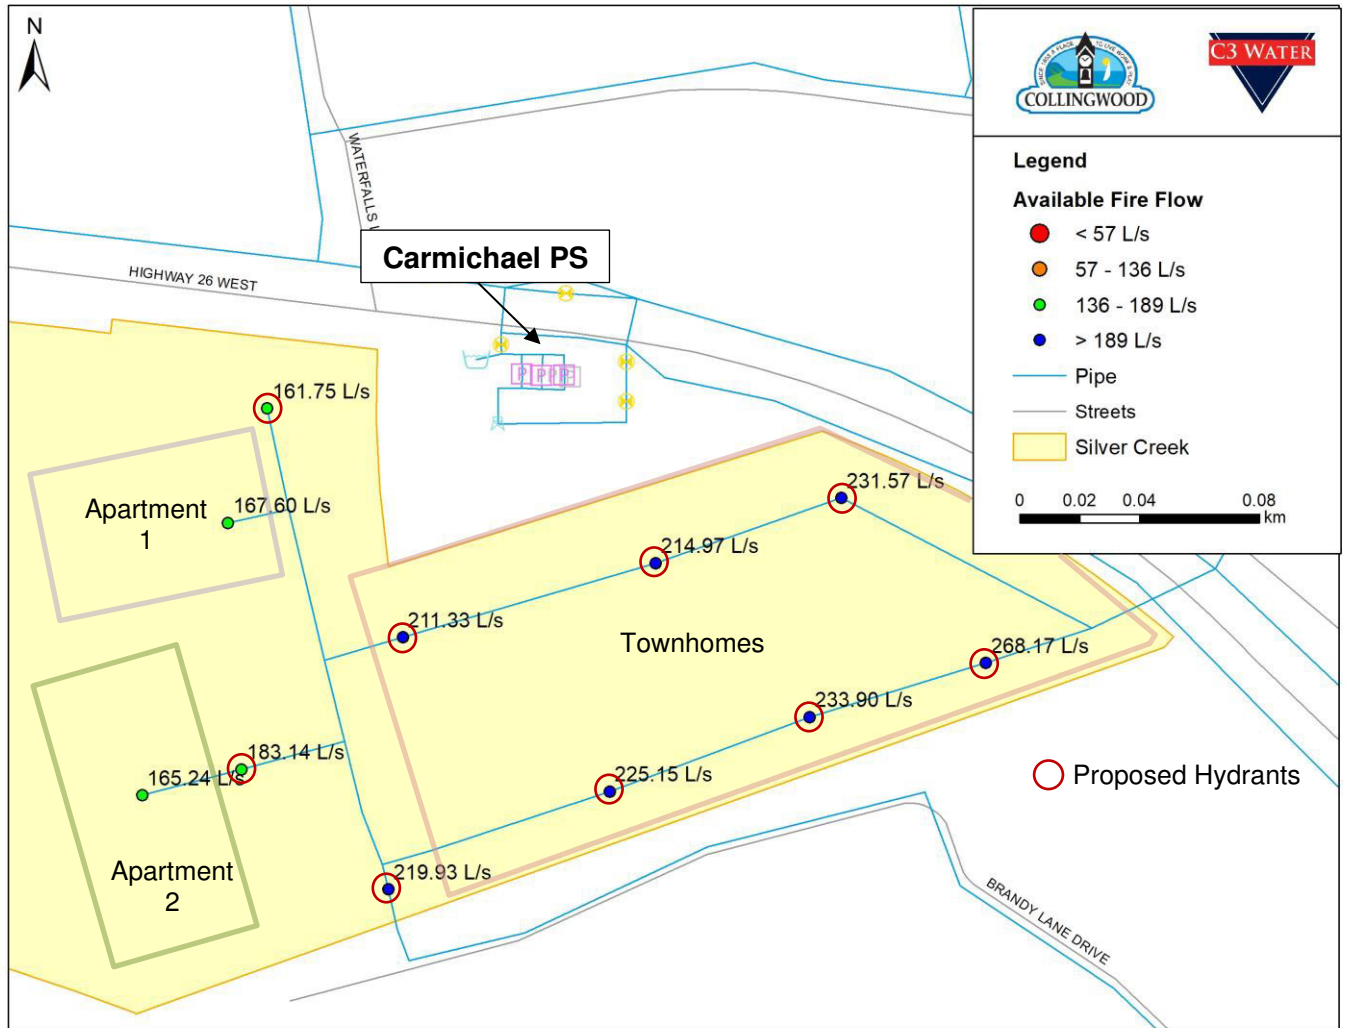 N
WATERFALLS L
HIGHWAY 26 WEST
Carmichael PS
P
P
P
P
161.75 L/s
167.60 L/s
Apartment
1
231.57 L/s
214.97 L/s
211.33 L/s
Townhomes
268.17 L/s
233.90 L/s
183.14 L/s
165.24 L/s
225.15 L/s
219.93 L/s
Apartment
2
BRANDY LANE DRIVE
COLLINGWOOD
C3 WATER
Legend
Available Fire Flow
< 57 L/s
57 - 136 L/s
136 - 189 L/s
> 189 L/s
Pipe
Streets
Silver Creek
0 0.02 0.04 0.08
km
Proposed Hydrants